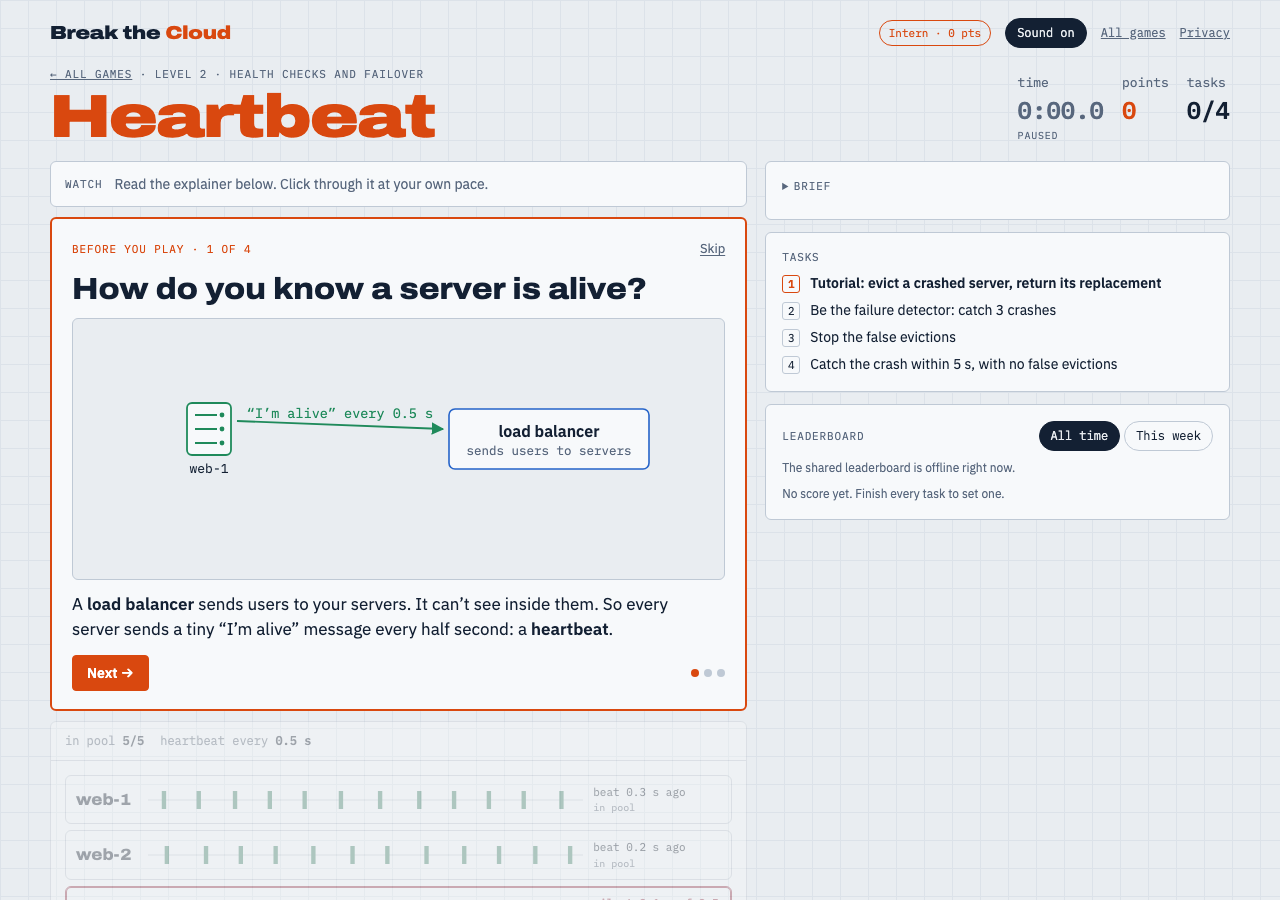 Break the Cloud
Intern · 0 pts
Sound on
All games
Privacy
← ALL GAMES · LEVEL 2 · HEALTH CHECKS AND FAILOVER
Heartbeat
time
0:00.0
PAUSED
points
0
tasks
0/4
WATCH Read the explainer below. Click through it at your own pace.
BEFORE YOU PLAY · 1 OF 4
Skip
How do you know a server is alive?
“I’m alive” every 0.5 s
web-1
load balancer
sends users to servers
A load balancer sends users to your servers. It can’t see inside them. So every
server sends a tiny “I’m alive” message every half second: a heartbeat.
Next →
in pool 5/5 heartbeat every 0.5 s
web-1
beat 0.3 s ago
in pool
web-2
beat 0.2 s ago
in pool
BRIEF
TASKS
1 Tutorial: evict a crashed server, return its replacement
2 Be the failure detector: catch 3 crashes
3 Stop the false evictions
4 Catch the crash within 5 s, with no false evictions
LEADERBOARD
All time
This week
The shared leaderboard is offline right now.
No score yet. Finish every task to set one.